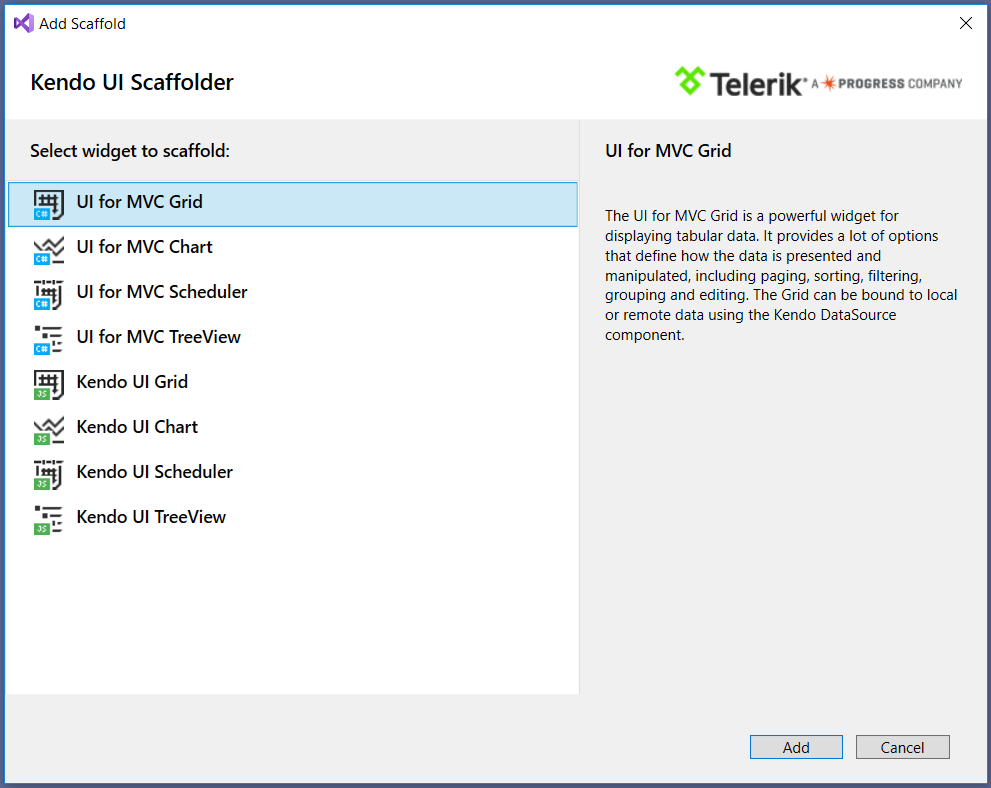 Add Scaffold
Kendo UI Scaffolder
Telerik® A PROGRESS COMPANY
Select widget to scaffold:
UI for MVC Grid
C#
UI for MVC Chart
C#
UI for MVC Scheduler
C#
UI for MVC TreeView
C#
Kendo UI Grid
JS
Kendo UI Chart
JS
Kendo UI Scheduler
JS
Kendo UI TreeView
JS
UI for MVC Grid
The UI for MVC Grid is a powerful widget for
displaying tabular data. It provides a lot of options
that define how the data is presented and
manipulated, including paging, sorting, filtering,
grouping and editing. The Grid can be bound to local
or remote data using the Kendo DataSource
component.
Add
Cancel